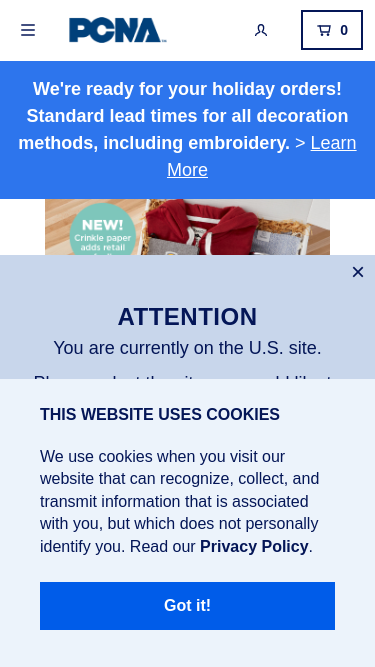 PCNA
0
We're ready for your holiday orders!
Standard lead times for all decoration
methods, including embroidery. > Learn
More
NEW!
Crinkle paper
adds retail
ATTENTION
You are currently on the U.S. site.
THIS WEBSITE USES COOKIES
We use cookies when you visit our
website that can recognize, collect, and
transmit information that is associated
with you, but which does not personally
identify you. Read our Privacy Policy.
Got it!